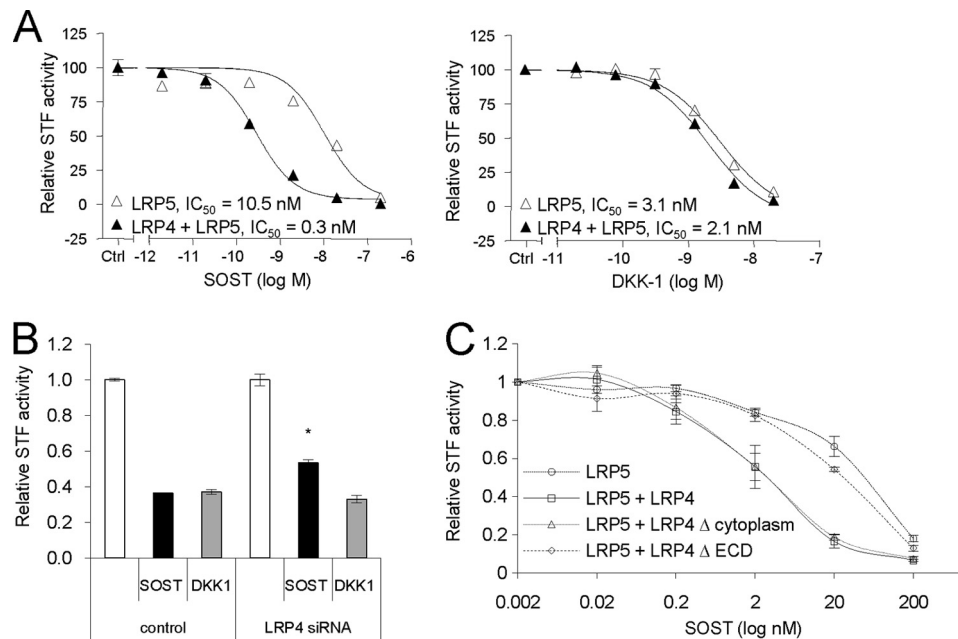 A
Relative STF activity
125
100
75
50
25
0
-25
△ LRP5, IC50 = 10.5 nM
▲ LRP4 + LRP5, IC50 = 0.3 nM
Ctrl -12 -11 -10 -9 -8 -7 -6
SOST (log M)
Relative STF activity
125
100
75
50
25
0
-25
△ LRP5, IC50 = 3.1 nM
▲ LRP4 + LRP5, IC50 = 2.1 nM
Ctrl -11 -10 -9 -8 -7
DKK-1 (log M)
B
Relative STF activity
1.2
1.0
0.8
0.6
0.4
0.2
0.0
*
SOST DKK1 SOST DKK1
control LRP4 siRNA
C
Relative STF activity
1.2
1.0
0.8
0.6
0.4
0.2
0.0
LRP5
LRP5 + LRP4
LRP5 + LRP4 Δ cytoplasm
LRP5 + LRP4 Δ ECD
0.002 0.02 0.2 2 20 200
SOST (log nM)